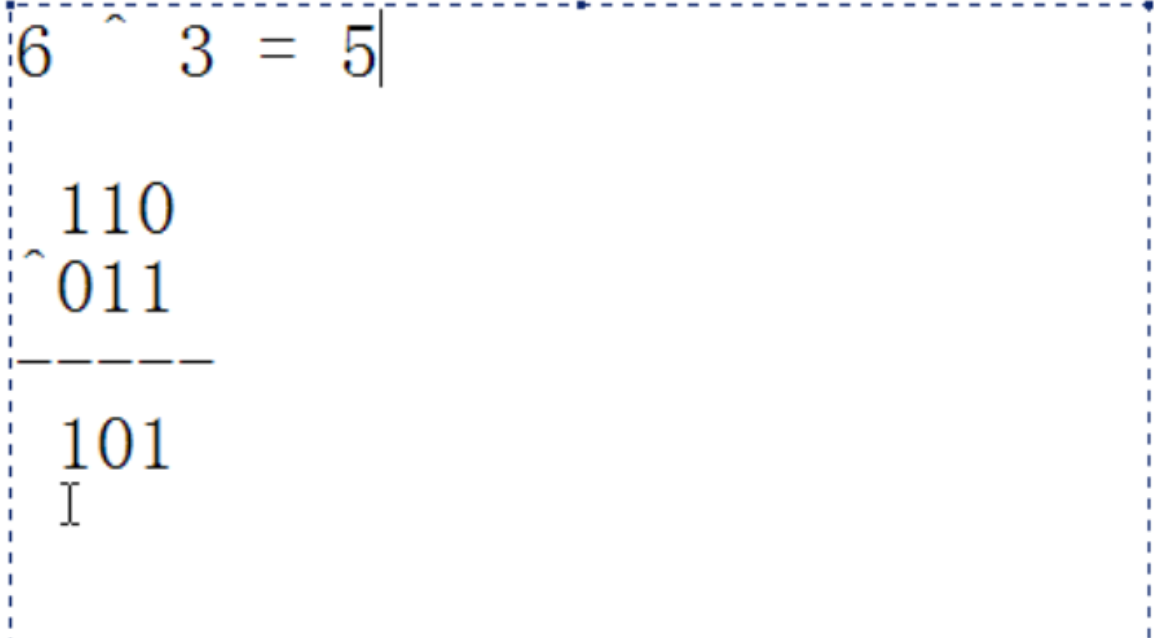 6 ^ 3 = 5
110
^011
-----
101